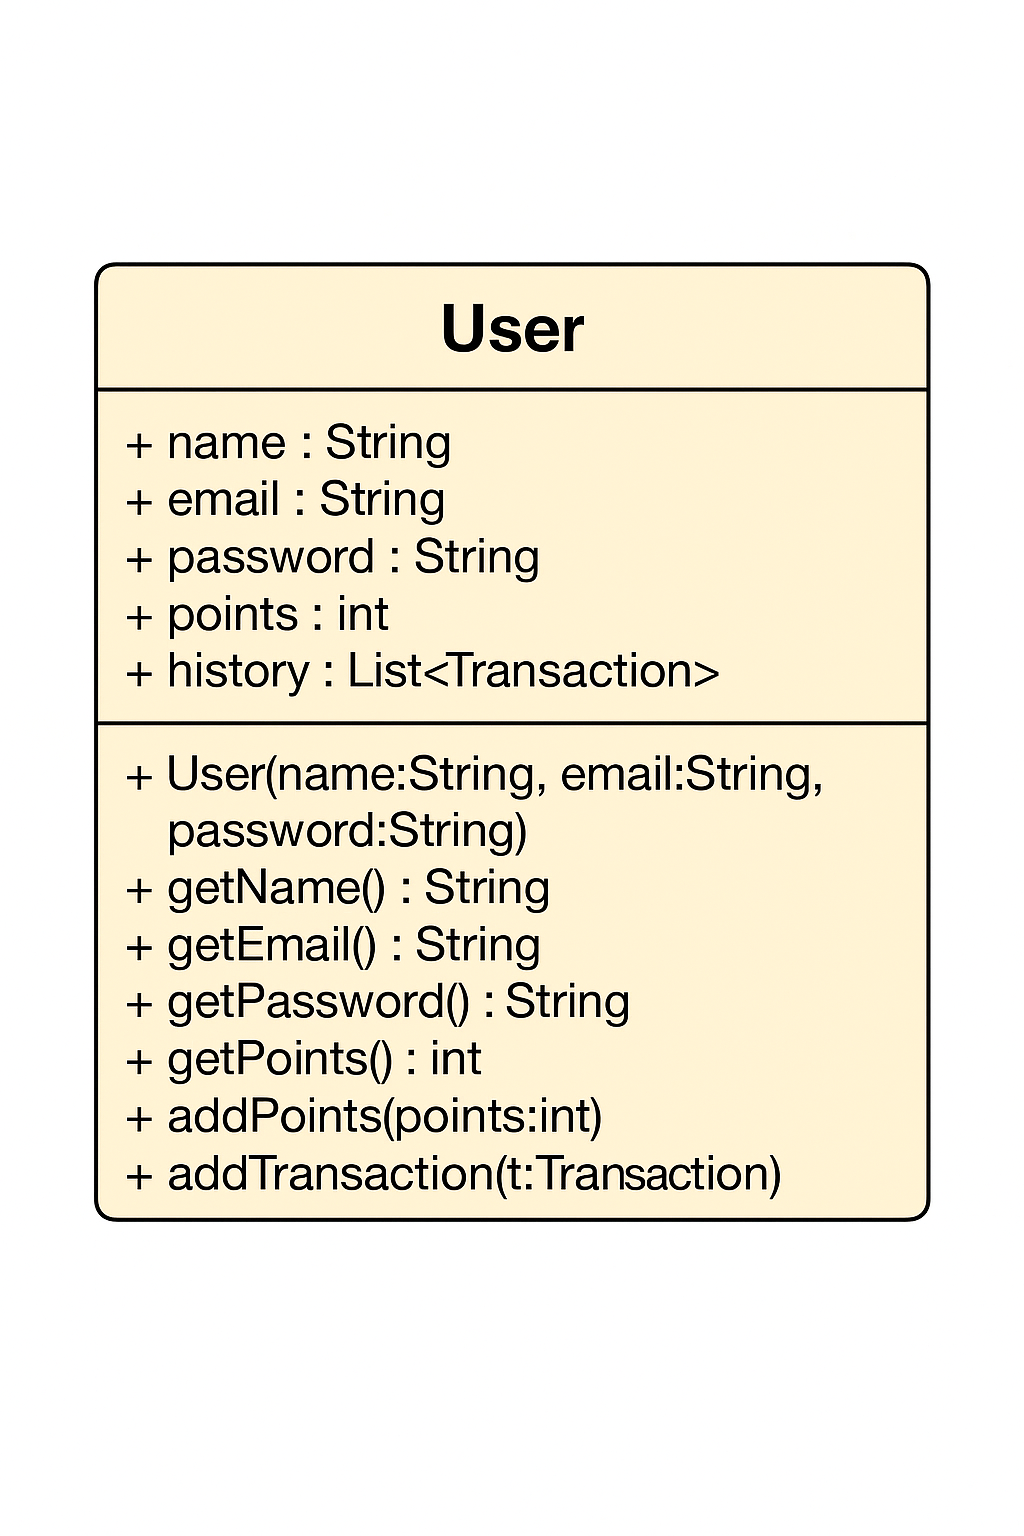 User
+ name : String
+ email : String
+ password : String
+ points : int
+ history : List<Transaction>
+ User(name:String, email:String,
password:String)
+ getName() : String
+ getEmail() : String
+ getPassword() : String
+ getPoints() : int
+ addPoints(points:int)
+ addTransaction(t:Transaction)